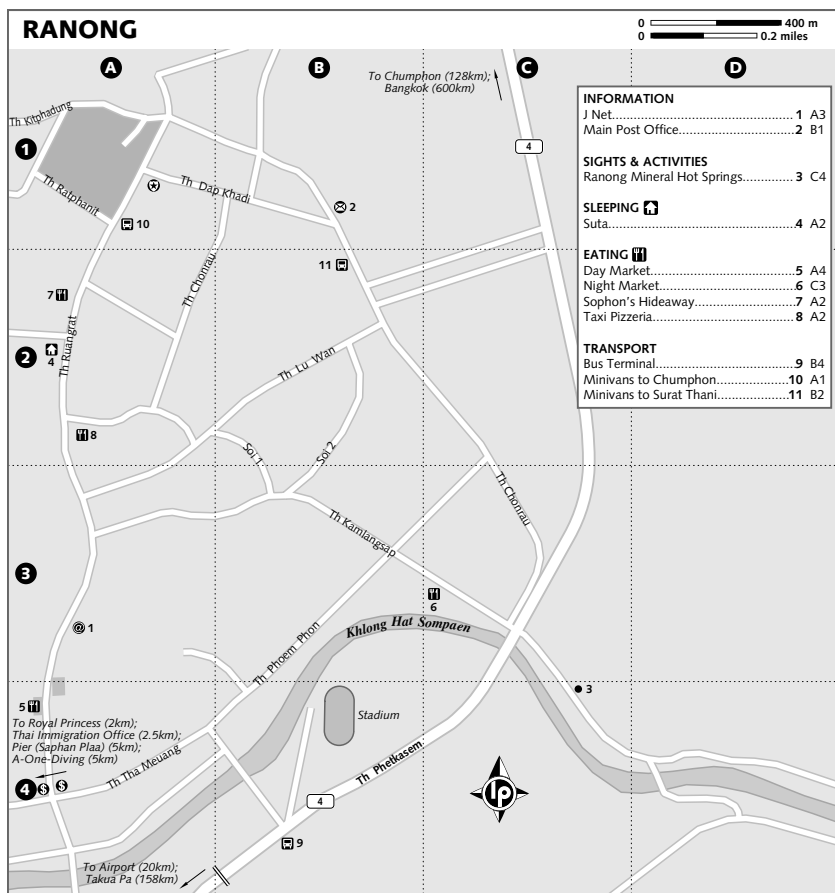 RANONG
0 400 m
0 0.2 miles
A
B
C
D
1
2
3
4
To Chumphon (128km);
Bangkok (600km)
4
INFORMATION
J Net 1 A3
Main Post Office 2 B1
SIGHTS & ACTIVITIES
Ranong Mineral Hot Springs 3 C4
SLEEPING
Suta 4 A2
EATING
Day Market 5 A4
Night Market 6 C3
Sophon's Hideaway 7 A2
Taxi Pizzeria 8 A2
TRANSPORT
Bus Terminal 9 B4
Minivans to Chumphon 10 A1
Minivans to Surat Thani 11 B2
Th Kitphadung
Th Ratphanit
Th Dap Khadi
2
10
11
Th Chonrau
7
4
Th Ruangrat
Th Lu Wan
8
Soi 1
Soi 2
Th Chonrau
Th Kamlangsap
@ 1
6
Khlong Hat Sompaen
Th Phoem Phon
3
5
Stadium
To Royal Princess (2km);
Thai Immigration Office (2.5km);
Pier (Saphan Plaa) (5km);
A-One-Diving (5km)
Th Tha Meuang
$ $
Th Phetkasem
4
lp
9
To Airport (20km);
Takua Pa (158km)